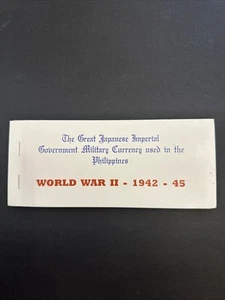 The Great Japanese Imperial
Government Military Currency used in the
Philippines
WORLD WAR II - 1942 - 45